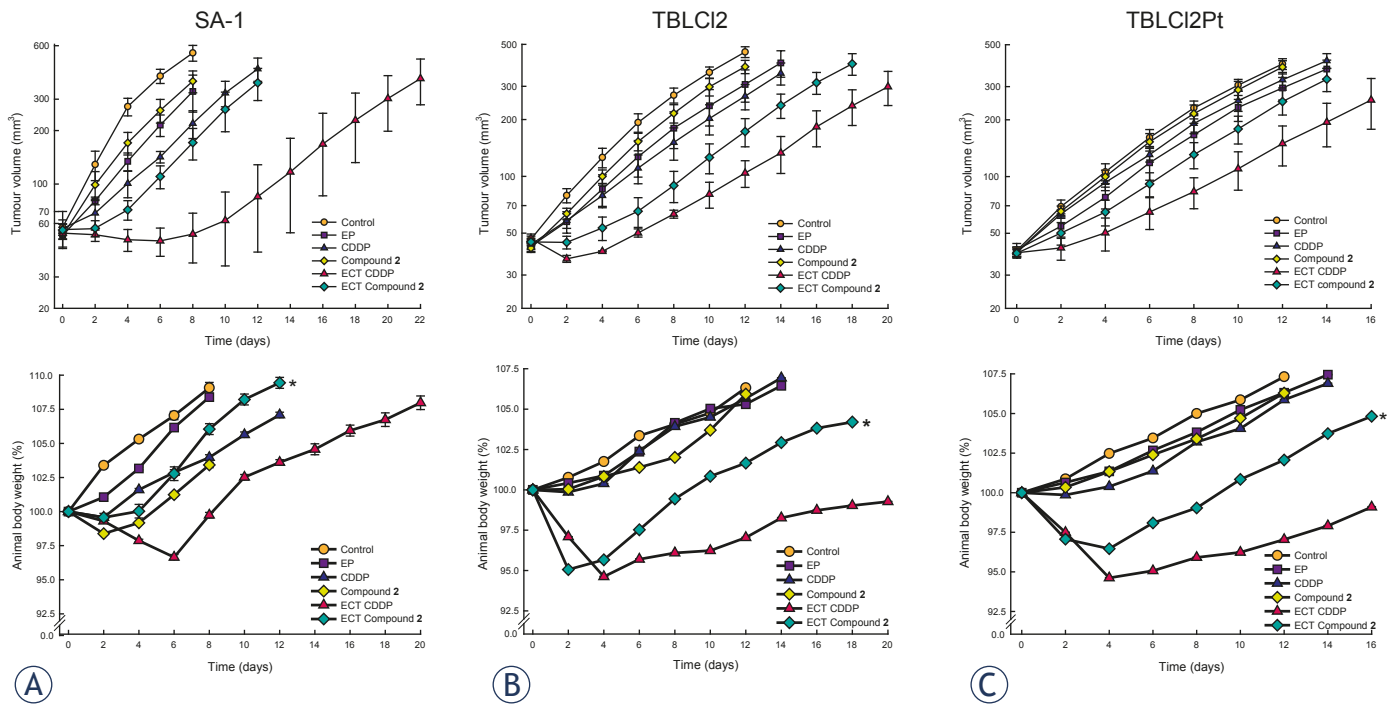 SA-1
600
300
200
100
70
60
30
20
Tumour volume (mm³)
0 2 4 6 8 10 12 14 16 18 20 22
Time (days)
Control
EP
CDDP
Compound 2
ECT CDDP
ECT Compound 2
TBLCl2
500
300
200
100
70
50
30
20
Tumour volume (mm³)
0 2 4 6 8 10 12 14 16 18 20
Time (days)
Control
EP
CDDP
Compound 2
ECT CDDP
ECT Compound 2
TBLCl2Pt
500
300
200
100
70
50
30
20
Tumour volume (mm³)
0 2 4 6 8 10 12 14 16
Time (days)
Control
EP
CDDP
Compound 2
ECT CDDP
ECT compound 2
110.0
107.5
105.0
102.5
100.0
97.5
95.0
92.5
0.0
Animal body weight (%)
*
0 2 4 6 8 10 12 14 16 18 20
Time (days)
Control
EP
CDDP
Compound 2
ECT CDDP
ECT Compound 2
A
107.5
105.0
102.5
100.0
97.5
95.0
92.5
0.0
Animal body weight (%)
*
0 2 4 6 8 10 12 14 16 18 20
Time (days)
Control
EP
CDDP
Compound 2
ECT CDDP
ECT Compound 2
B
107.5
105.0
102.5
100.0
97.5
95.0
92.5
0.0
Animal body weight (%)
*
0 2 4 6 8 10 12 14 16
Time (days)
Control
EP
CDDP
Compound 2
ECT CDDP
ECT Compound 2
C